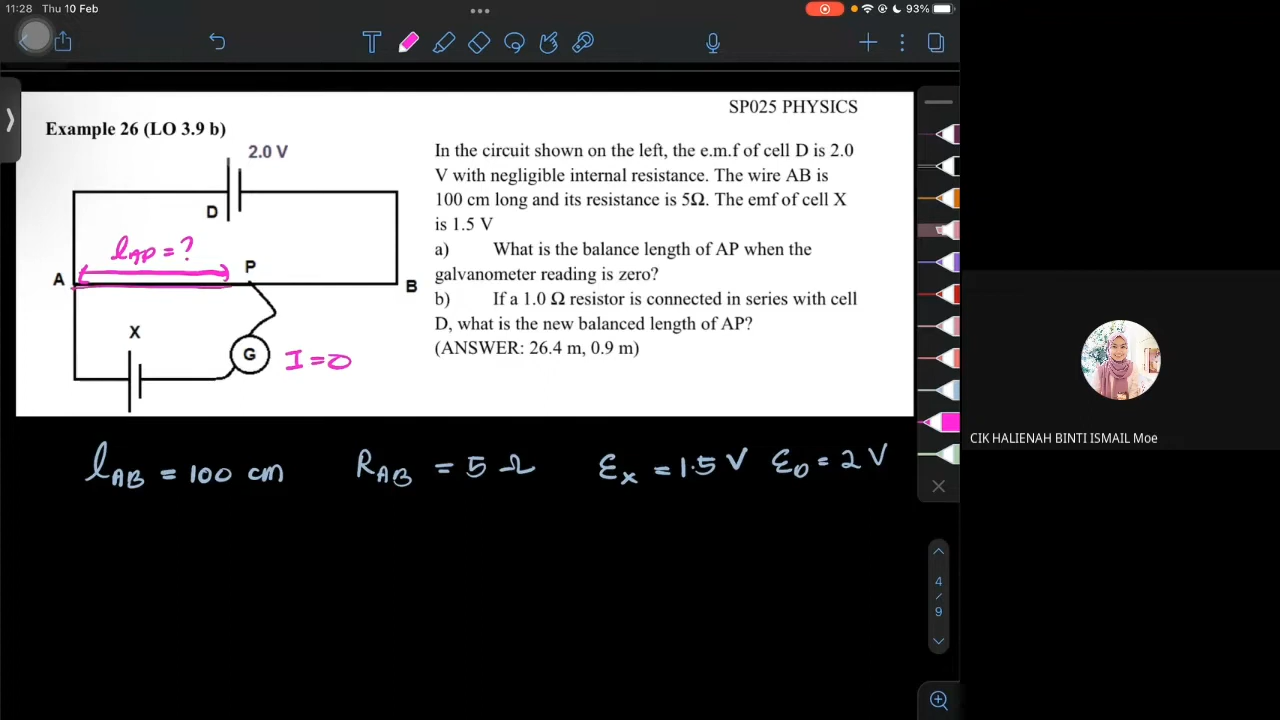 11:28 Thu 10 Feb
93%
T
SP025 PHYSICS
Example 26 (LO 3.9 b)
2.0 V
D
lAP = ?
P
A
B
X
G
I = 0
In the circuit shown on the left, the e.m.f of cell D is 2.0
V with negligible internal resistance. The wire AB is
100 cm long and its resistance is 5Ω. The emf of cell X
is 1.5 V
a) What is the balance length of AP when the
galvanometer reading is zero?
b) If a 1.0 Ω resistor is connected in series with cell
D, what is the new balanced length of AP?
(ANSWER: 26.4 m, 0.9 m)
lAB = 100 cm RAB = 5 Ω Ex = 1.5 V ED = 2 V
4
/
9
CIK HALIENAH BINTI ISMAIL Moe